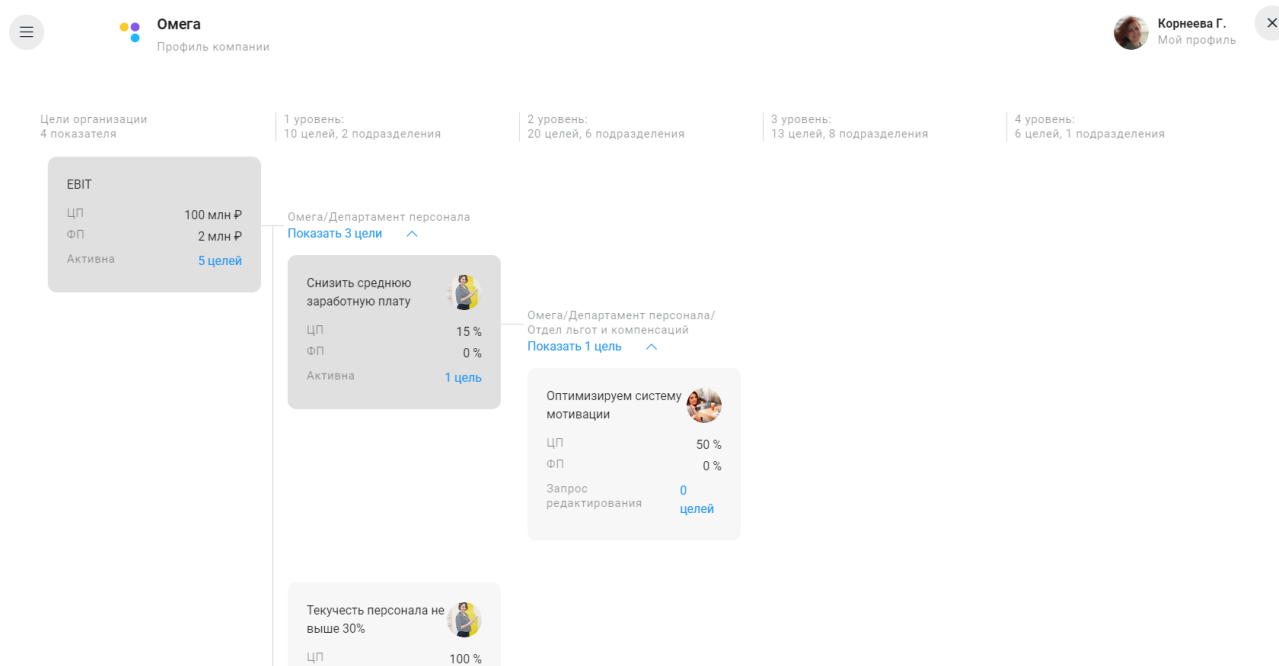 Омега
Профиль компании
Корнеева Г.
Мой профиль
Цели организации
4 показателя
1 уровень:
10 целей, 2 подразделения
2 уровень:
20 целей, 6 подразделения
3 уровень:
13 целей, 8 подразделения
4 уровень:
6 целей, 1 подразделения
EBIT
ЦП 100 млн ₽
ФП 2 млн ₽
Активна 5 целей
Омега/Департамент персонала
Показать 3 цели
Снизить среднюю
заработную плату
ЦП 15 %
ФП 0 %
Активна 1 цель
Омега/Департамент персонала/
Отдел льгот и компенсаций
Показать 1 цель
Оптимизируем систему
мотивации
ЦП 50 %
ФП 0 %
Запрос 0
редактирования целей
Текучесть персонала не
выше 30%
ЦП 100 %